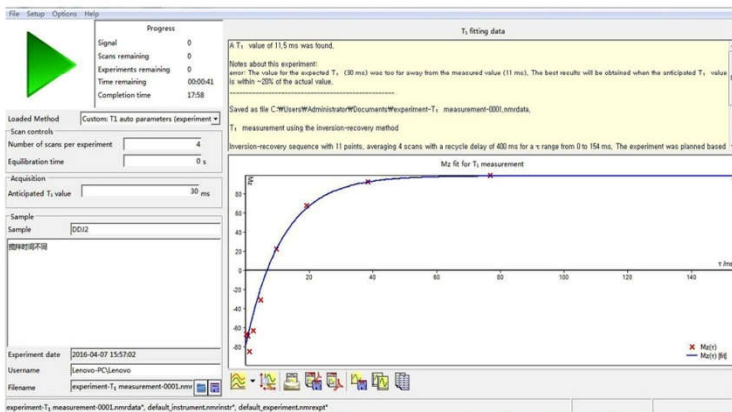 File Setup Options Help
Progress
Signal 0
Scans remaining 0
Experiments remaining 0
Time remaining 00:00:41
Completion time 17:58
Loaded Method Custom: T1 auto parameters (experiment
Scan controls
Number of scans per experiment 4
Equilibration time 0 s
Acquisition
Anticipated T₁ value 30 ms
Sample
Sample DDJ2
搅拌时间不同
Experiment date 2016-04-07 15:57:02
Username Lenovo-PC\Lenovo
Filename experiment-T₁ measurement-0001.nmr
T₁ fitting data
A T₁ value of 11,5 ms was found,
Notes about this experiment:
error: The value for the expected T₁ (30 ms) was too far away from the measured value (11 ms), The best results will be obtained when the anticipated T₁ value
is within ~20% of the actual value,
Saved as file C:₩Users₩Administrator₩Documents₩experiment-T₁ measurement-0001,nmrdata,
T₁ measurement using the inversion-recovery method
Inversion-recovery sequence with 11 points, averaging 4 scans with a recycle delay of 400 ms for a τ range from 0 to 154 ms, The experiment was planned based
Mz fit for T₁ measurement
Mz
80
60
40
20
0
-20
-40
-60
-80
20 40 60 80 100 120 140
τ /ms
Mz(τ)
Mz(τ) [fit]
experiment-T₁ measurement-0001.nmrdata*, default_instrument.nmrinstr*, default_experiment.nmrexpt*